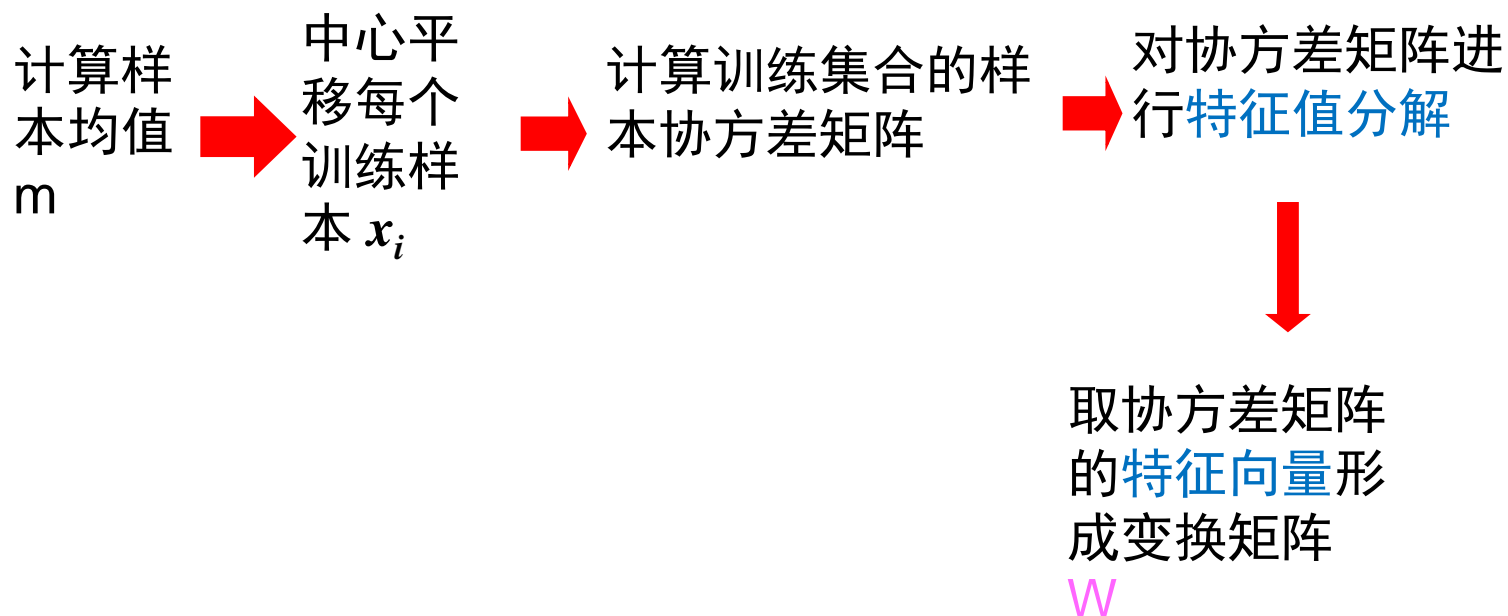 计算样
本均值
m
中心平
移每个
训练样
本 xi
计算训练集合的样
本协方差矩阵
对协方差矩阵进
行特征值分解
取协方差矩阵
的特征向量形
成变换矩阵
W